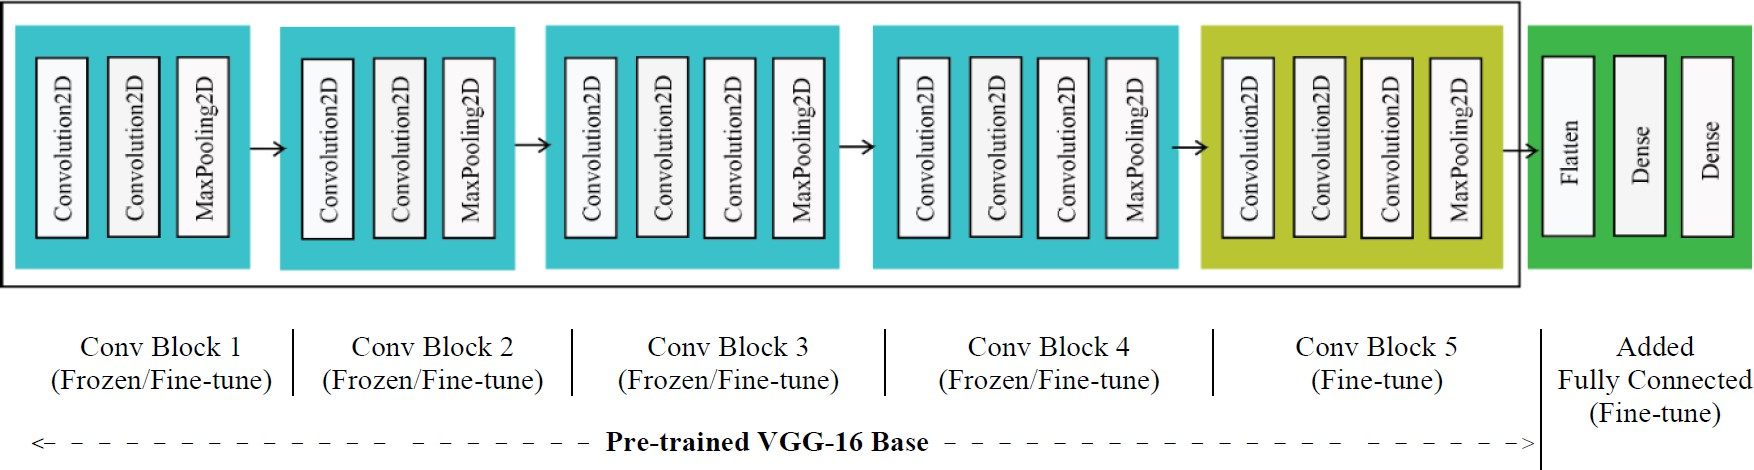 Convolution2D
Convolution2D
MaxPooling2D
Convolution2D
Convolution2D
MaxPooling2D
Convolution2D
Convolution2D
Convolution2D
MaxPooling2D
Convolution2D
Convolution2D
Convolution2D
MaxPooling2D
Convolution2D
Convolution2D
Convolution2D
MaxPooling2D
Flatten
Dense
Dense
Conv Block 1
(Frozen/Fine-tune)
Conv Block 2
(Frozen/Fine-tune)
Conv Block 3
(Frozen/Fine-tune)
Conv Block 4
(Frozen/Fine-tune)
Conv Block 5
(Fine-tune)
Added
Fully Connected
(Fine-tune)
Pre-trained VGG-16 Base